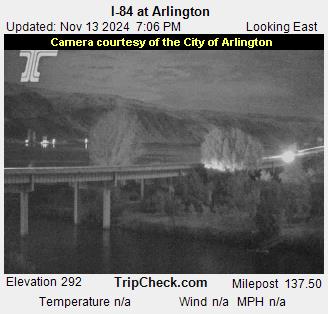 I-84 at Arlington
Updated: Nov 13 2024 7:06 PM Looking East
Camera courtesy of the City of Arlington
Elevation 292 TripCheck.com Milepost 137.50
Temperature n/a Wind n/a MPH n/a